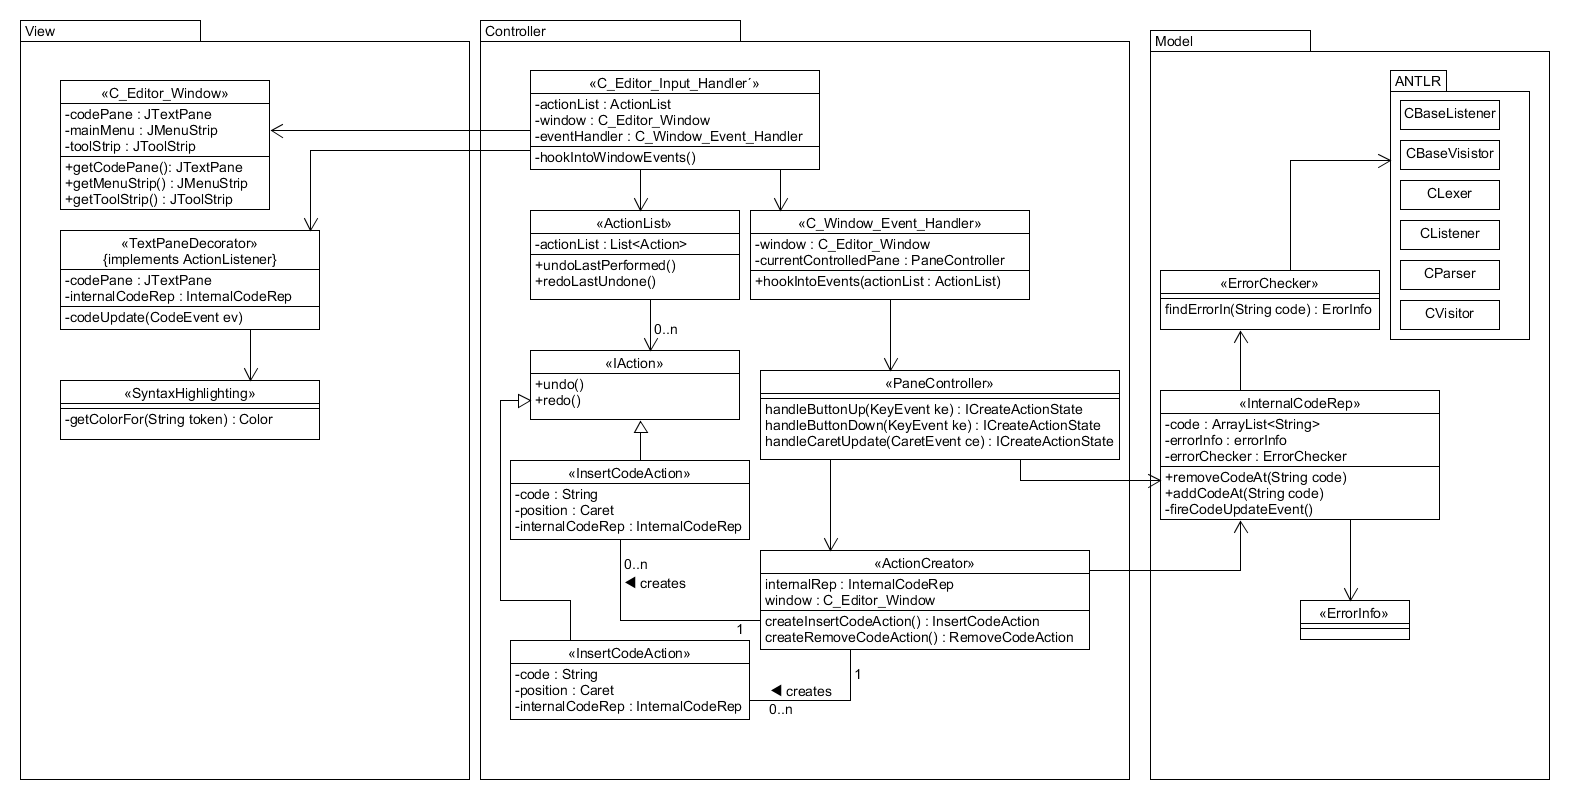 View
«C_Editor_Window»
-codePane : JTextPane
-mainMenu : JMenuStrip
-toolStrip : JToolStrip
+getCodePane(): JTextPane
+getMenuStrip() : JMenuStrip
+getToolStrip() : JToolStrip
«TextPaneDecorator»
{implements ActionListener}
-codePane : JTextPane
-internalCodeRep : InternalCodeRep
-codeUpdate(CodeEvent ev)
«SyntaxHighlighting»
-getColorFor(String token) : Color
Controller
«C_Editor_Input_Handler´»
-actionList : ActionList
-window : C_Editor_Window
-eventHandler : C_Window_Event_Handler
-hookIntoWindowEvents()
«ActionList»
-actionList : List<Action>
+undoLastPerformed()
+redoLastUndone()
«C_Window_Event_Handler»
-window : C_Editor_Window
-currentControlledPane : PaneController
+hookIntoEvents(actionList : ActionList)
0..n
«IAction»
+undo()
+redo()
«PaneController»
handleButtonUp(KeyEvent ke) : ICreateActionState
handleButtonDown(KeyEvent ke) : ICreateActionState
handleCaretUpdate(CaretEvent ce) : ICreateActionState
«InsertCodeAction»
-code : String
-position : Caret
-internalCodeRep : InternalCodeRep
0..n
◀ creates
1
«ActionCreator»
internalRep : InternalCodeRep
window : C_Editor_Window
createInsertCodeAction() : InsertCodeAction
createRemoveCodeAction() : RemoveCodeAction
«InsertCodeAction»
-code : String
-position : Caret
-internalCodeRep : InternalCodeRep
1
◀ creates
0..n
Model
ANTLR
CBaseListener
CBaseVisistor
CLexer
CListener
CParser
CVisitor
«ErrorChecker»
findErrorIn(String code) : ErorInfo
«InternalCodeRep»
-code : ArrayList<String>
-errorInfo : errorInfo
-errorChecker : ErrorChecker
+removeCodeAt(String code)
+addCodeAt(String code)
-fireCodeUpdateEvent()
«ErrorInfo»